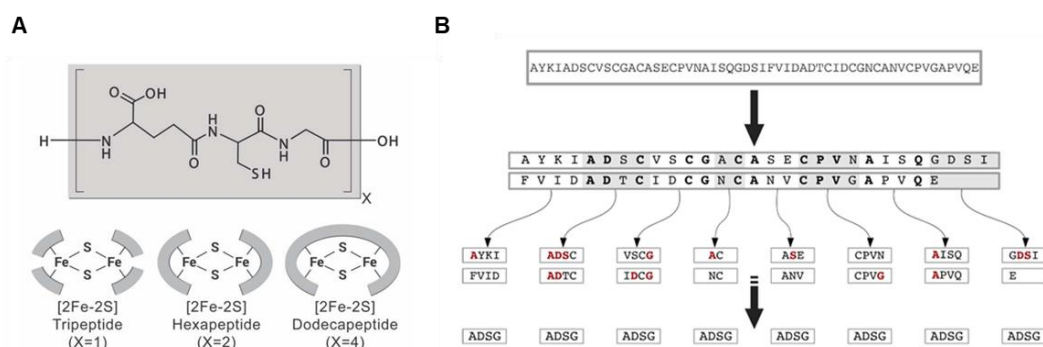 A
O
OH
H
N
H
O
H
N
SH
O
N
H
O
OH
X
S
Fe
Fe
S
S
Fe
Fe
S
S
Fe
Fe
S
[2Fe-2S] [2Fe-2S] [2Fe-2S]
Tripeptide Hexapeptide Dodecapeptide
(X=1) (X=2) (X=4)
B
AYKIADSCVSCGACASECPVNAISQGDSIFVIDADTCIDCGNCANVCPVGAPVQE
A Y K I A D S C V S C G A C A S E C P V N A I S Q G D S I
F V I D A D T C I D C G N C A N V C P V G A P V Q E
AYKI ADSC VSCG AC ASE CPVN AISQ GDSI
FVID ADTC IDCG NC ANV CPVG APVQ E
ADSG ADSG ADSG ADSG ADSG ADSG ADSG ADSG